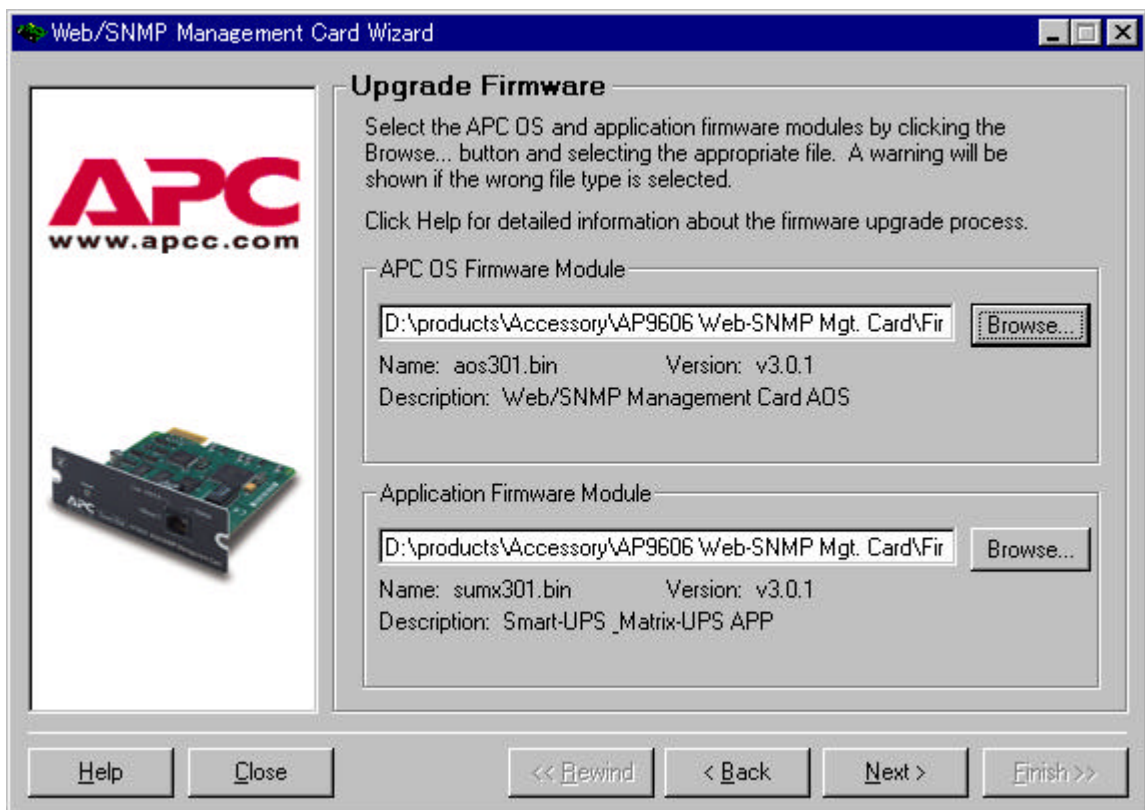 Web/SNMP Management Card Wizard
APC
www.apcc.com
APC
Upgrade Firmware
Select the APC OS and application firmware modules by clicking the
Browse... button and selecting the appropriate file. A warning will be
shown if the wrong file type is selected.
Click Help for detailed information about the firmware upgrade process.
APC OS Firmware Module
D:\products\Accessory\AP9606 Web-SNMP Mgt. Card\Fir
Browse...
Name: aos301.bin Version: v3.0.1
Description: Web/SNMP Management Card AOS
Application Firmware Module
D:\products\Accessory\AP9606 Web-SNMP Mgt. Card\Fir
Browse...
Name: sumx301.bin Version: v3.0.1
Description: Smart-UPS _Matrix-UPS APP
Help
Close
<< Rewind
< Back
Next >
Finish >>